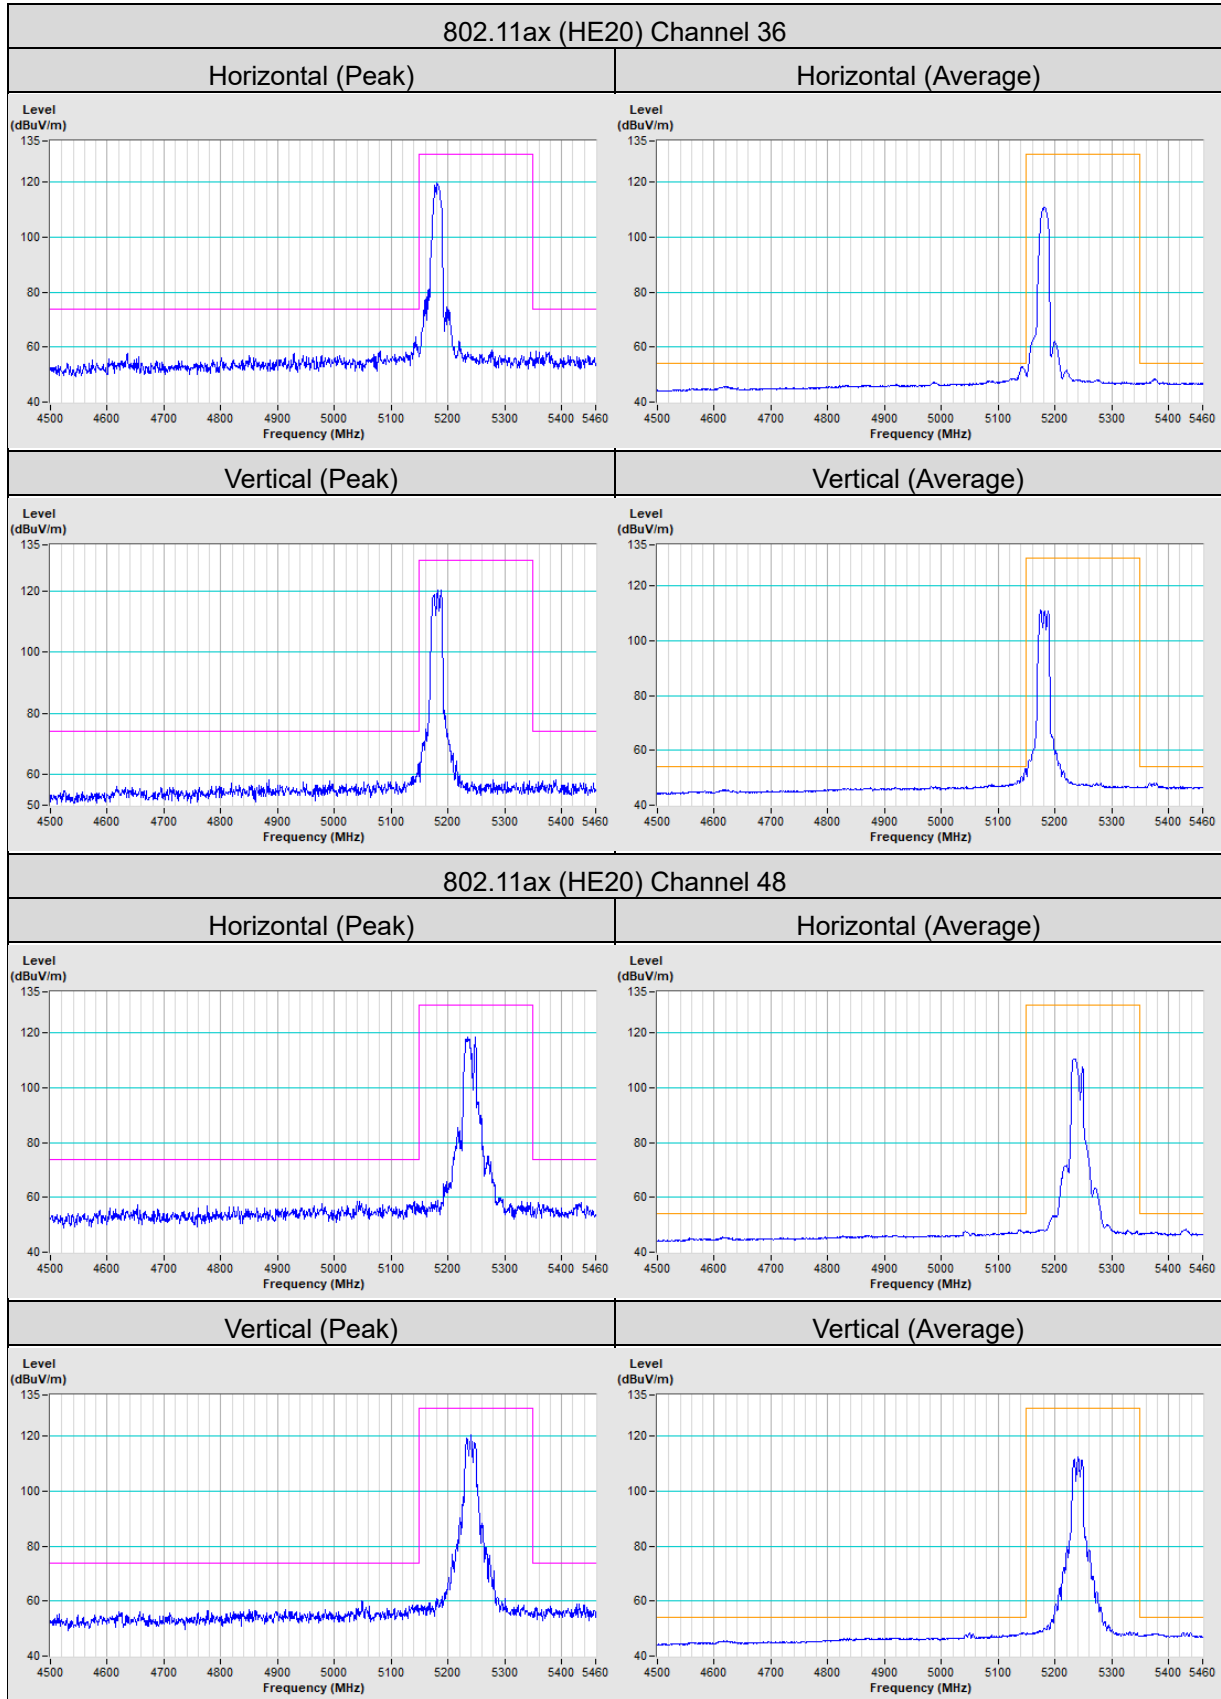 802.11ax (HE20) Channel 36
Horizontal (Peak) Horizontal (Average)
Level Level
(dBuV/m) (dBuV/m)
135 135
120 120
100 100
80 80
60 60
40 40
4500 4600 4700 4800 4900 5000 5100 5200 5300 5400 5460 4500 4600 4700 4800 4900 5000 5100 5200 5300 5400 5460
Frequency (MHz) Frequency (MHz)
Vertical (Peak) Vertical (Average)
Level Level
(dBuV/m) (dBuV/m)
135 135
120 120
100 100
80 80
60 60
50 40
4500 4600 4700 4800 4900 5000 5100 5200 5300 5400 5460 4500 4600 4700 4800 4900 5000 5100 5200 5300 5400 5460
Frequency (MHz) Frequency (MHz)
802.11ax (HE20) Channel 48
Horizontal (Peak) Horizontal (Average)
Level Level
(dBuV/m) (dBuV/m)
135 135
120 120
100 100
80 80
60 60
40 40
4500 4600 4700 4800 4900 5000 5100 5200 5300 5400 5460 4500 4600 4700 4800 4900 5000 5100 5200 5300 5400 5460
Frequency (MHz) Frequency (MHz)
Vertical (Peak) Vertical (Average)
Level Level
(dBuV/m) (dBuV/m)
135 135
120 120
100 100
80 80
60 60
40 40
4500 4600 4700 4800 4900 5000 5100 5200 5300 5400 5460 4500 4600 4700 4800 4900 5000 5100 5200 5300 5400 5460
Frequency (MHz) Frequency (MHz)